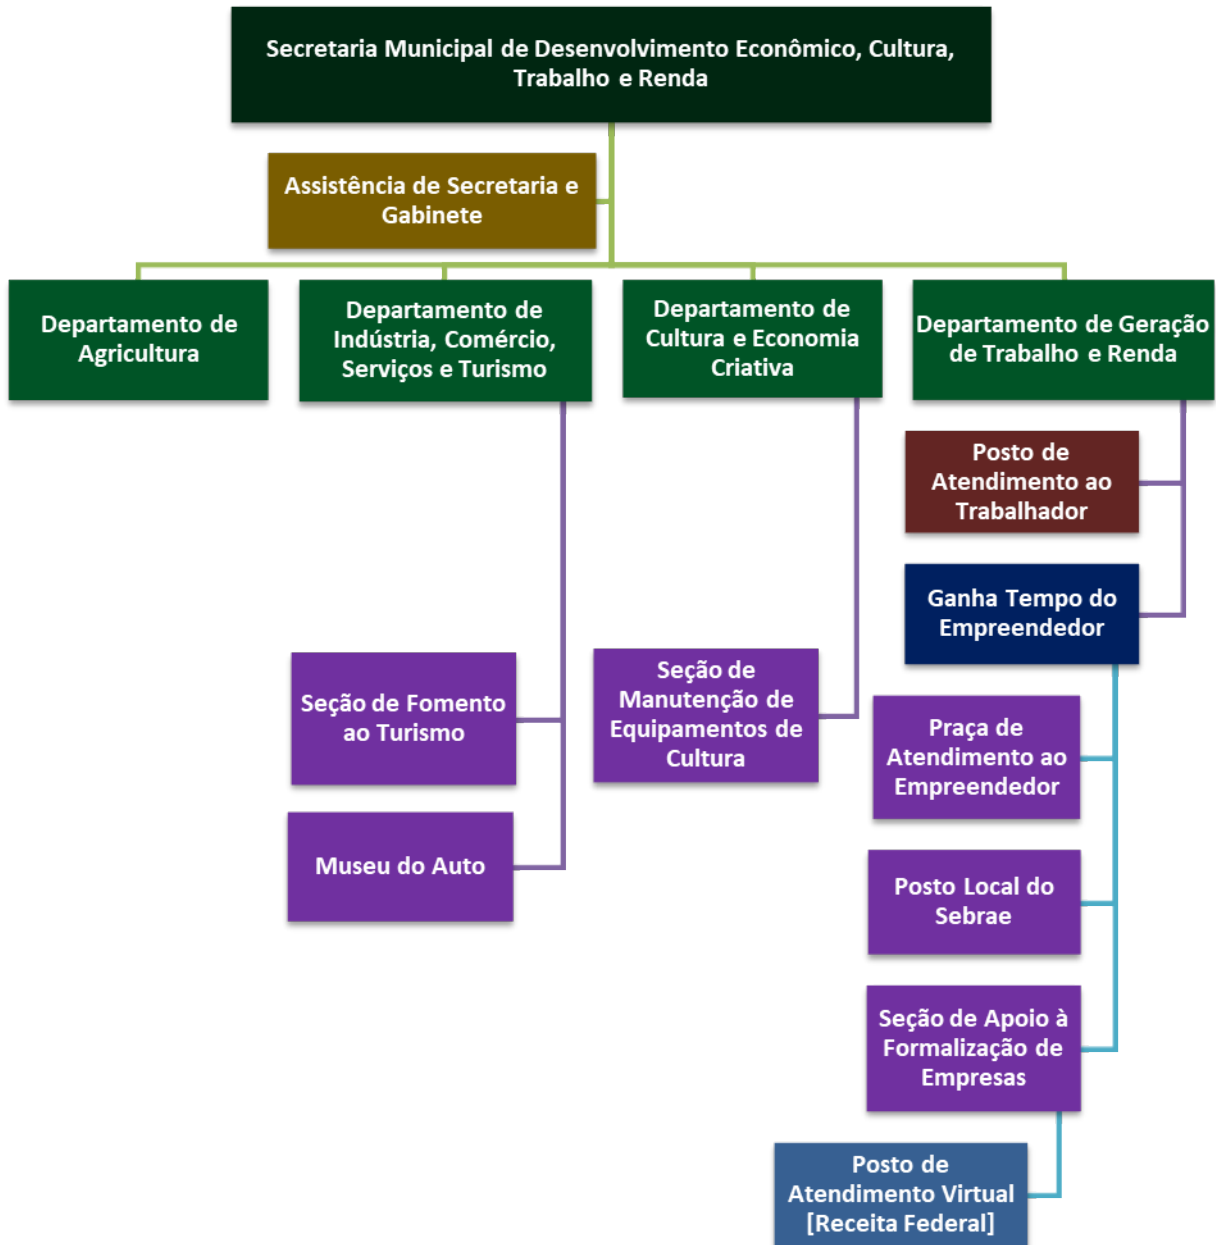 Secretaria Municipal de Desenvolvimento Econômico, Cultura,
Trabalho e Renda
Assistência de Secretaria e
Gabinete
Departamento de
Agricultura
Departamento de
Indústria, Comércio,
Serviços e Turismo
Departamento de
Cultura e Economia
Criativa
Departamento de Geração
de Trabalho e Renda
Posto de
Atendimento ao
Trabalhador
Ganha Tempo do
Empreendedor
Seção de Fomento
ao Turismo
Seção de
Manutenção de
Equipamentos de
Cultura
Praça de
Atendimento ao
Empreendedor
Museu do Auto
Posto Local do
Sebrae
Seção de Apoio à
Formalização de
Empresas
Posto de
Atendimento Virtual
[Receita Federal]